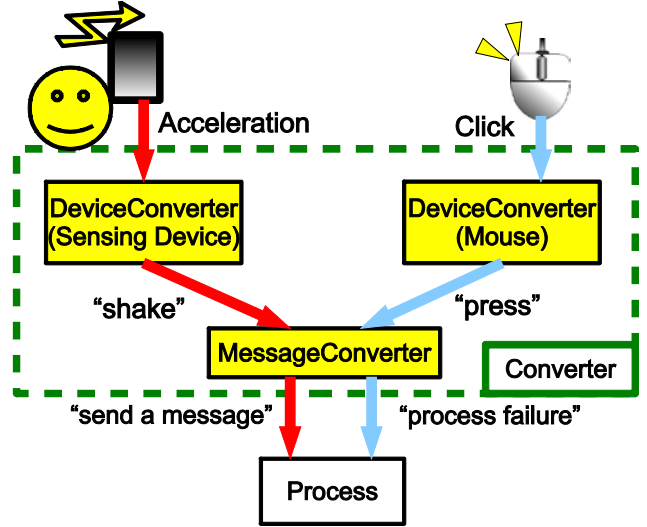 Acceleration
Click
DeviceConverter
(Sensing Device)
DeviceConverter
(Mouse)
“shake”
“press”
MessageConverter
Converter
“send a message”
“process failure”
Process